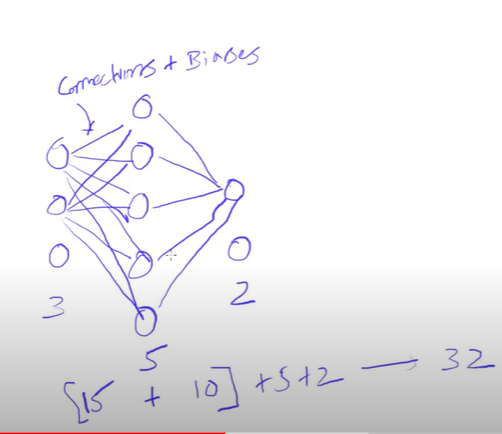 Connections + Biases
3
5
2
[15 + 10] + 5 + 2 → 32